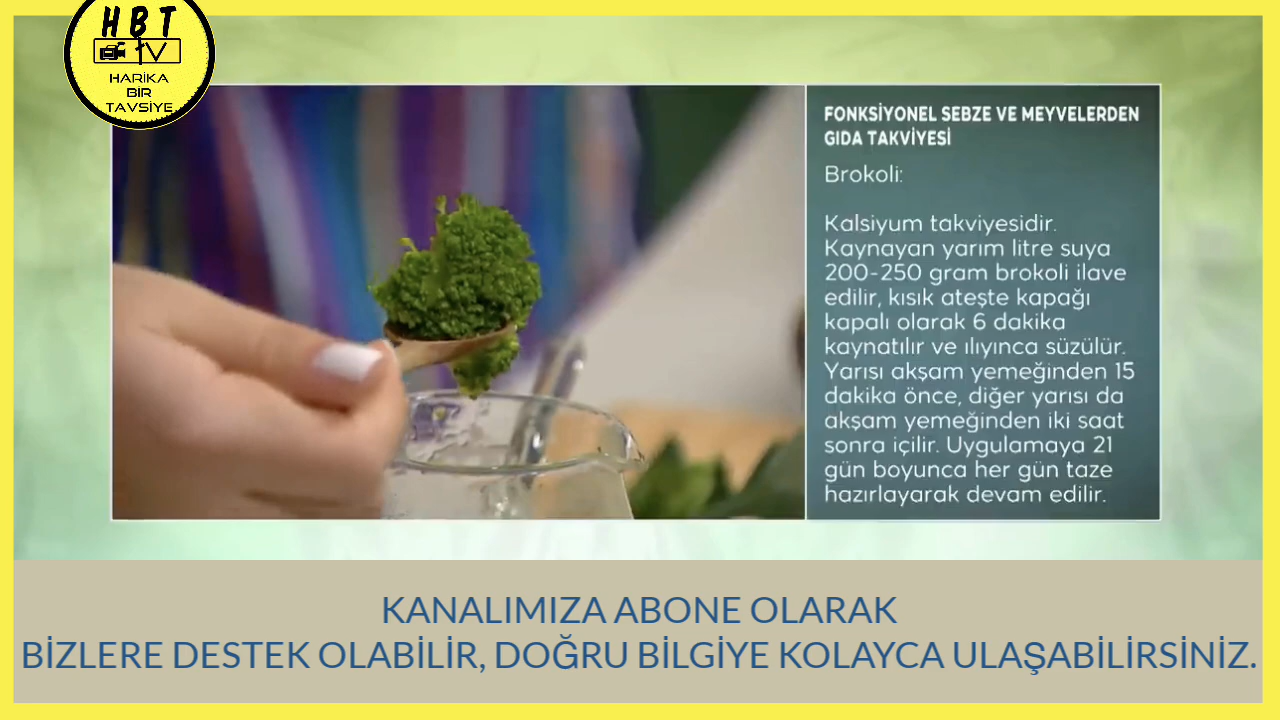 HBT
TV
HARİKA
BİR
TAVSİYE
FONKSİYONEL SEBZE VE MEYVELERDEN
GIDA TAKVİYESİ
Brokoli:
Kalsiyum takviyesidir.
Kaynayan yarım litre suya
200-250 gram brokoli ilave
edilir, kısık ateşte kapağı
kapalı olarak 6 dakika
kaynatılır ve ılıyınca süzülür.
Yarısı akşam yemeğinden 15
dakika önce, diğer yarısı da
akşam yemeğinden iki saat
sonra içilir. Uygulamaya 21
gün boyunca her gün taze
hazırlayarak devam edilir.
KANALIMIZA ABONE OLARAK
BİZLERE DESTEK OLABİLİR, DOĞRU BİLGİYE KOLAYCA ULAŞABİLİRSİNİZ.